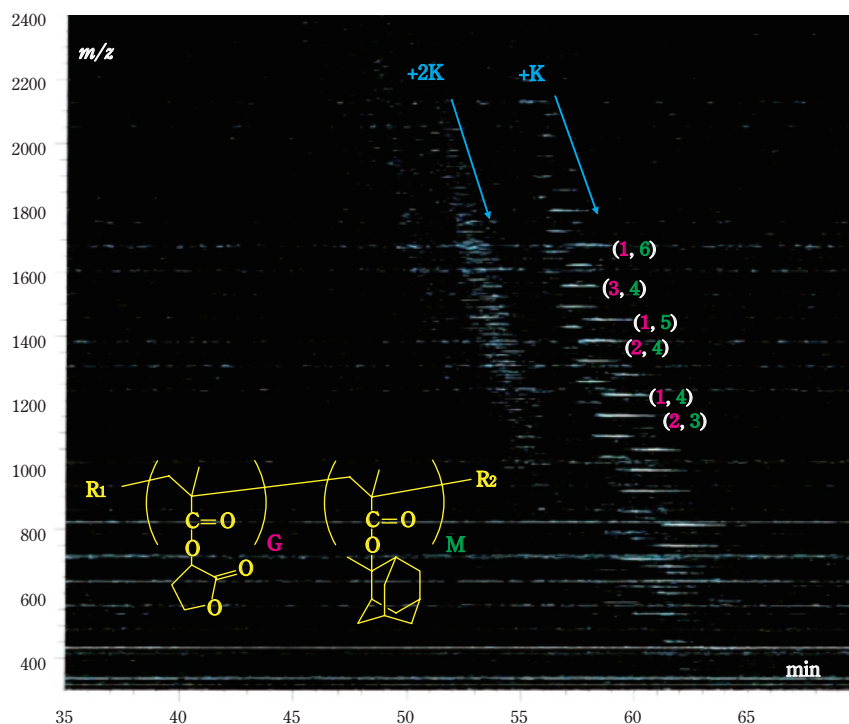 2400
m/z
+2K
+K
2200
2000
1800
(1, 6)
1600
(3, 4)
(1, 5)
1400
(2, 4)
1200
(1, 4)
(2, 3)
1000
R1
R2
C=O
C=O
800
O
O
G
M
O
O
600
400
min
35
40
45
50
55
60
65